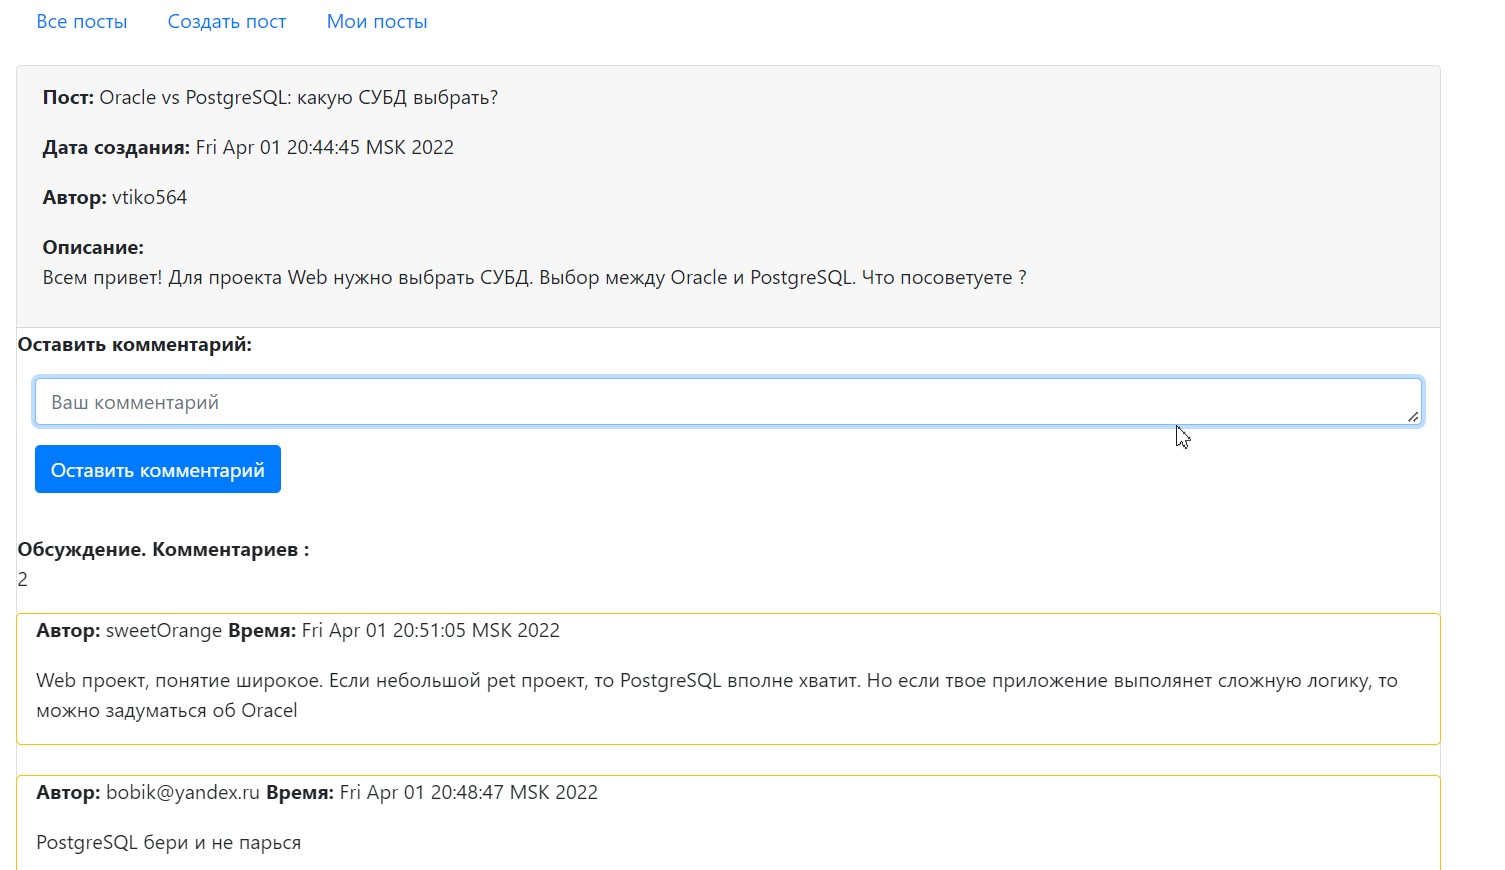 Все посты Создать пост Мои посты
Пост: Oracle vs PostgreSQL: какую СУБД выбрать?
Дата создания: Fri Apr 01 20:44:45 MSK 2022
Автор: vtiko564
Описание:
Всем привет! Для проекта Web нужно выбрать СУБД. Выбор между Oracle и PostgreSQL. Что посоветуете ?
Оставить комментарий:
Ваш комментарий
Оставить комментарий
Обсуждение. Комментариев :
2
Автор: sweetOrange Время: Fri Apr 01 20:51:05 MSK 2022
Web проект, понятие широкое. Если небольшой pet проект, то PostgreSQL вполне хватит. Но если твое приложение выполянет сложную логику, то
можно задуматься об Oracel
Автор: bobik@yandex.ru Время: Fri Apr 01 20:48:47 MSK 2022
PostgreSQL бери и не парься